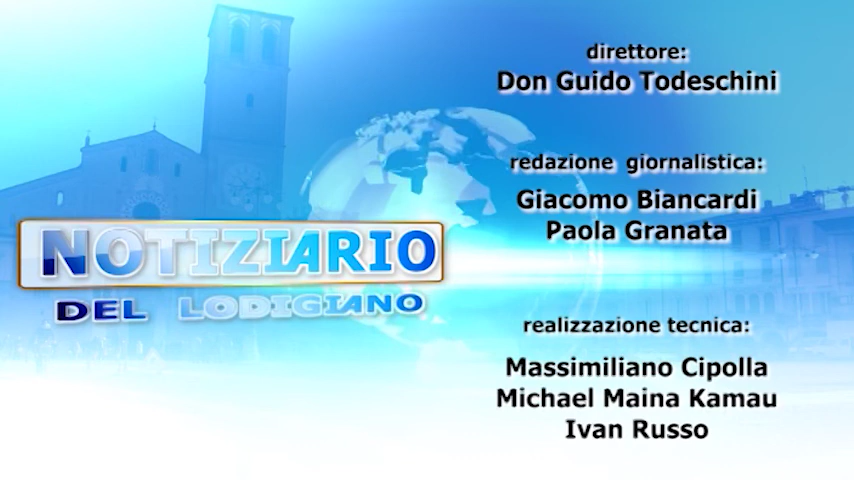 NOTIZIARIO
DEL LODIGIANO
direttore:
Don Guido Todeschini
redazione giornalistica:
Giacomo Biancardi
Paola Granata
realizzazione tecnica:
Massimiliano Cipolla
Michael Maina Kamau
Ivan Russo